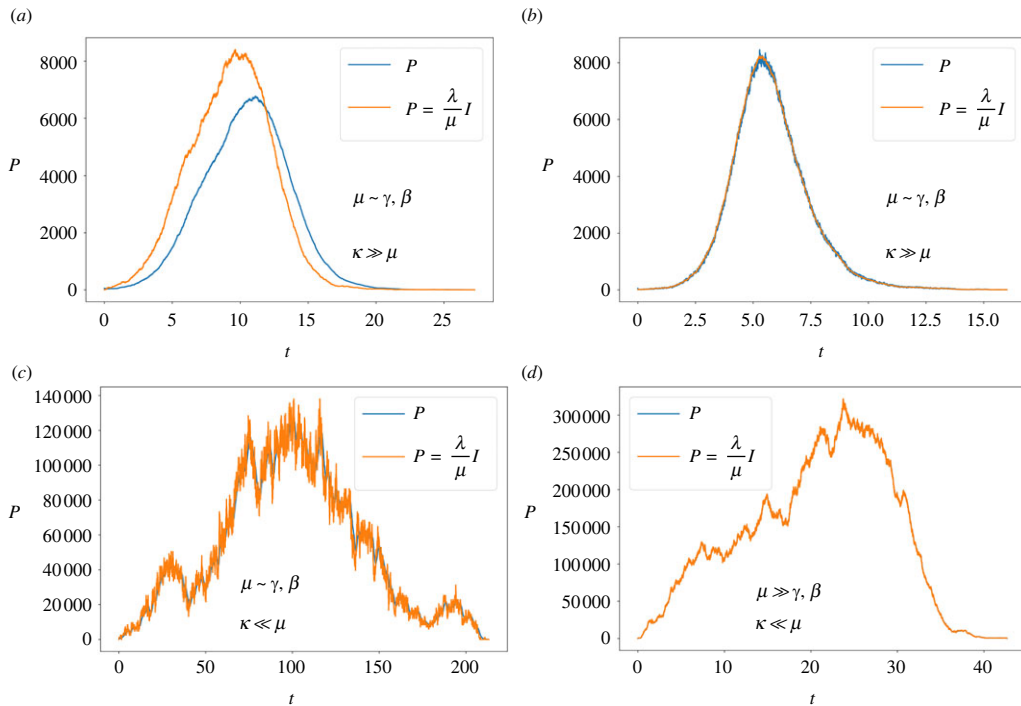 (a)
(b)
P
P = λ/μ I
μ ~ γ, β
κ ≫ μ
8000
6000
4000
2000
0
P
0
5
10
15
20
25
t
P
P = λ/μ I
μ ~ γ, β
κ ≫ μ
8000
6000
4000
2000
0
P
0
2.5
5.0
7.5
10.0
12.5
15.0
t
(c)
(d)
P
P = λ/μ I
μ ~ γ, β
κ ≪ μ
140 000
120 000
100 000
80 000
60 000
40 000
20 000
0
P
0
50
100
150
200
t
P
P = λ/μ I
μ ≫ γ, β
κ ≪ μ
300 000
250 000
200 000
150 000
100 000
50 000
0
P
0
10
20
30
40
t